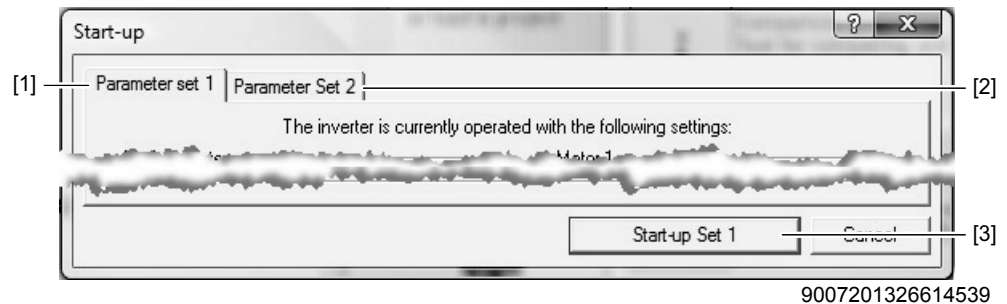 Start-up
[1] Parameter set 1 Parameter Set 2 [2]
The inverter is currently operated with the following settings:
Motor 1
Start-up Set 1 Cancel [3]
9007201326614539